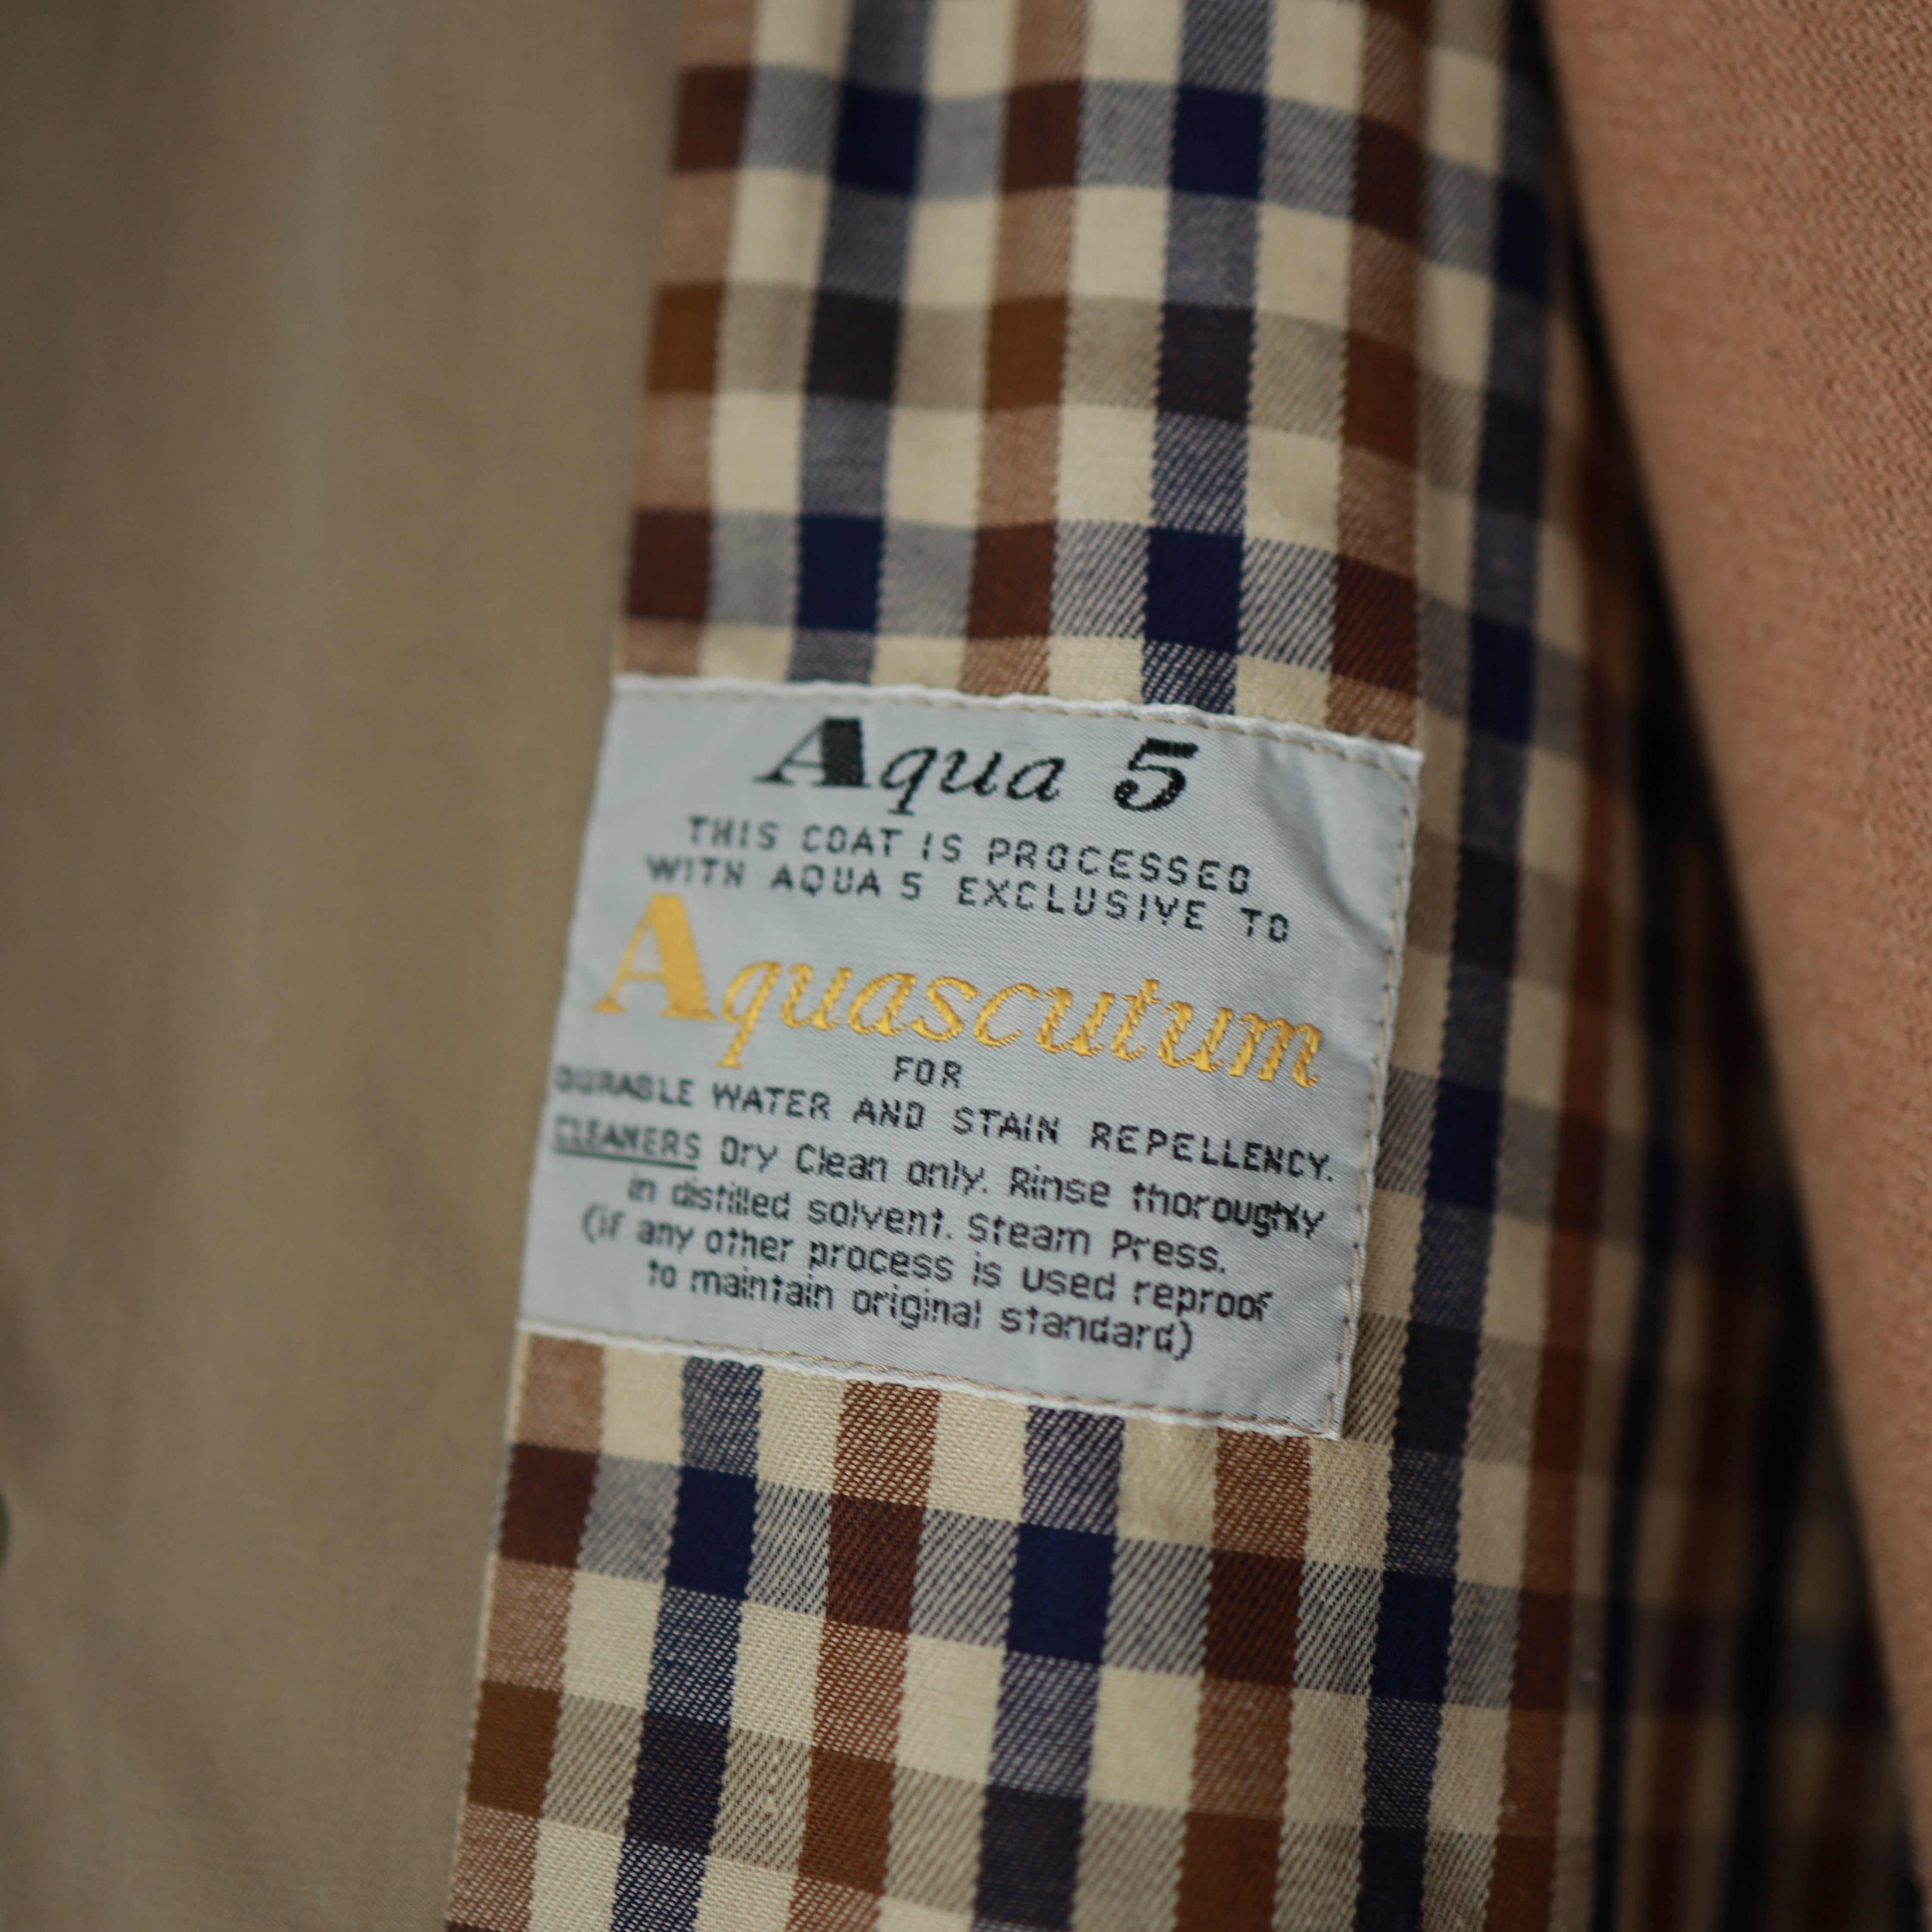 Aqua 5
THIS COAT IS PROCESSED
WITH AQUA 5 EXCLUSIVE TO
Aquascutum
FOR
DURABLE WATER AND STAIN REPELLENCY.
CLEANERS Dry Clean only. Rinse thoroughly
in distilled solvent. Steam Press.
(if any other process is used reproof
to maintain original standard)